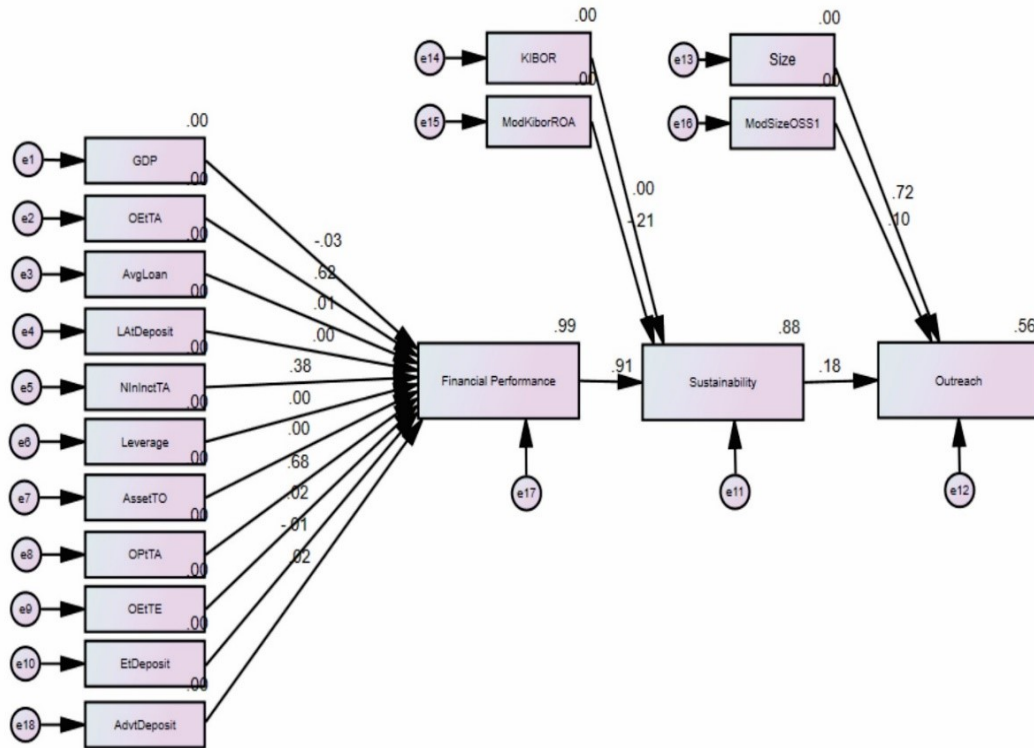 .00
.00
e14
KIBOR
e13
Size
.00
.00
e15
ModKiborROA
e16
ModSizeOSS1
.00
e1
GDP
.00
e2
OEtTA
.00
e3
AvgLoan
.00
e4
LAtDeposit
.00
e5
NInInctTA
.00
e6
Leverage
.00
e7
AssetTO
.00
e8
OPtTA
e9
OEtTE
.00
.00
e10
EtDeposit
.00
e18
AdvtDeposit
-.03
.62
.01
.00
.38
.00
.00
.68
.02
-.01
.02
.00
-.21
.72
.10
.99
Financial Performance
e17
.91
.88
Sustainability
e11
.18
.56
Outreach
e12